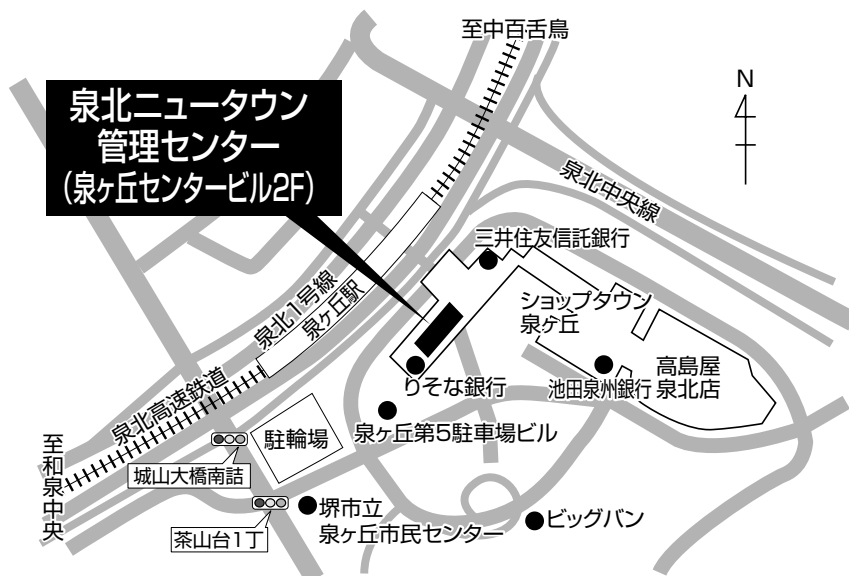 至中百舌鳥
泉北ニュータウン
管理センター
(泉ヶ丘センタービル2F)
N
泉北中央線
三井住友信託銀行
泉北1号線
泉ヶ丘駅
ショップタウン
泉ヶ丘
高島屋
泉北店
りそな銀行
池田泉州銀行
泉北高速鉄道
泉ヶ丘第5駐車場ビル
駐輪場
至和泉中央
城山大橋南詰
堺市立
泉ヶ丘市民センター
ビッグバン
茶山台1丁